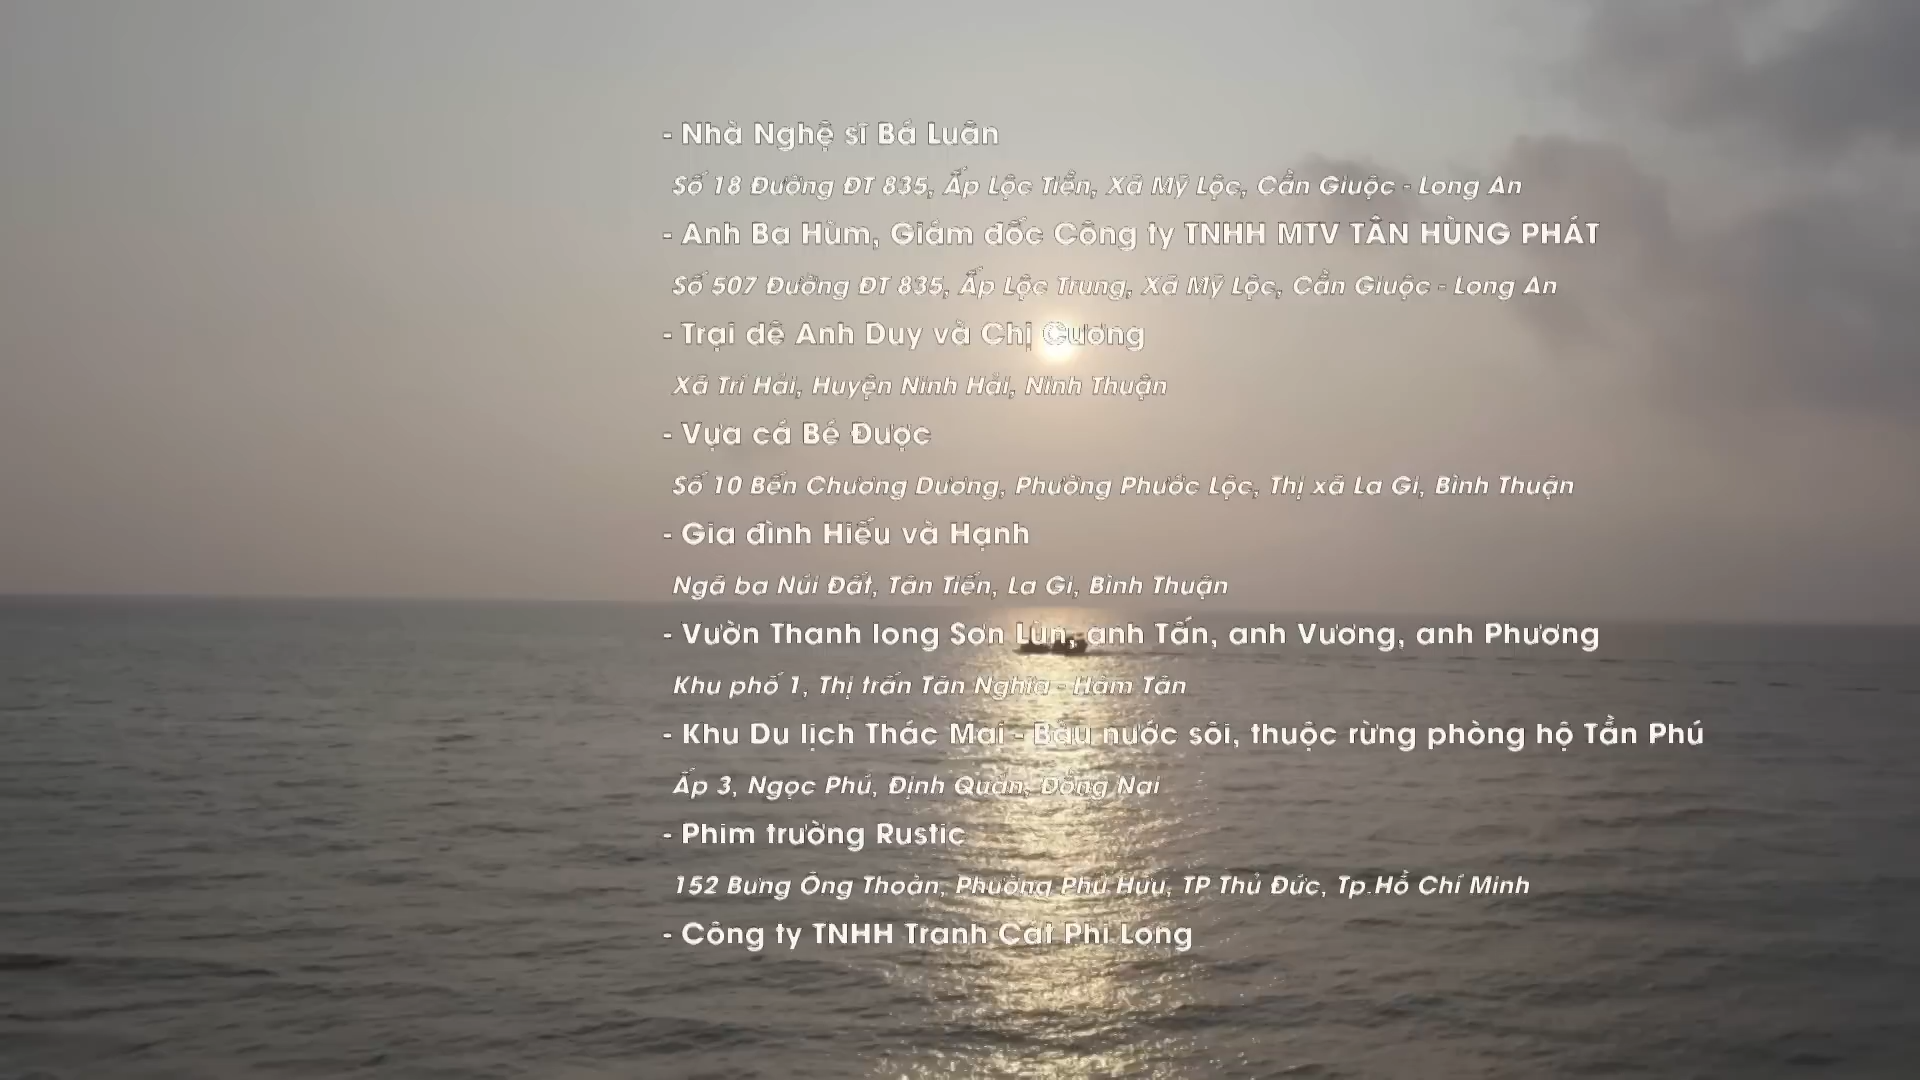 - Nhà Nghệ sĩ Bá Luân
Số 18 Đường ĐT 835, Ấp Lộc Tiền, Xã Mỹ Lộc, Cần Giuộc - Long An
- Anh Ba Hùm, Giám đốc Công ty TNHH MTV TÂN HÙNG PHÁT
Số 507 Đường ĐT 835, Ấp Lộc Trung, Xã Mỹ Lộc, Cần Giuộc - Long An
- Trại dê Anh Duy và Chị Cương
Xã Tri Hải, Huyện Ninh Hải, Ninh Thuận
- Vựa cá Bé Được
Số 10 Bến Chương Dương, Phường Phước Lộc, Thị xã La Gi, Bình Thuận
- Gia đình Hiếu và Hạnh
Ngã ba Núi Đất, Tân Tiến, La Gi, Bình Thuận
- Vườn Thanh long Sơn Lùn, anh Tấn, anh Vương, anh Phương
Khu phố 1, Thị trấn Tân Nghĩa - Hàm Tân
- Khu Du lịch Thác Mai - Bàu nước sôi, thuộc rừng phòng hộ Tần Phú
Ấp 3, Ngọc Phú, Định Quán, Đồng Nai
- Phim trường Rustic
152 Bưng Ông Thoàn, Phường Phú Hữu, TP Thủ Đức, Tp.Hồ Chí Minh
- Công ty TNHH Tranh Cát Phi Long